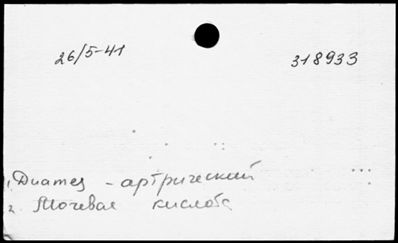 26/5-41
318933
1. Диатез - артрический
2. Мочевая кислота